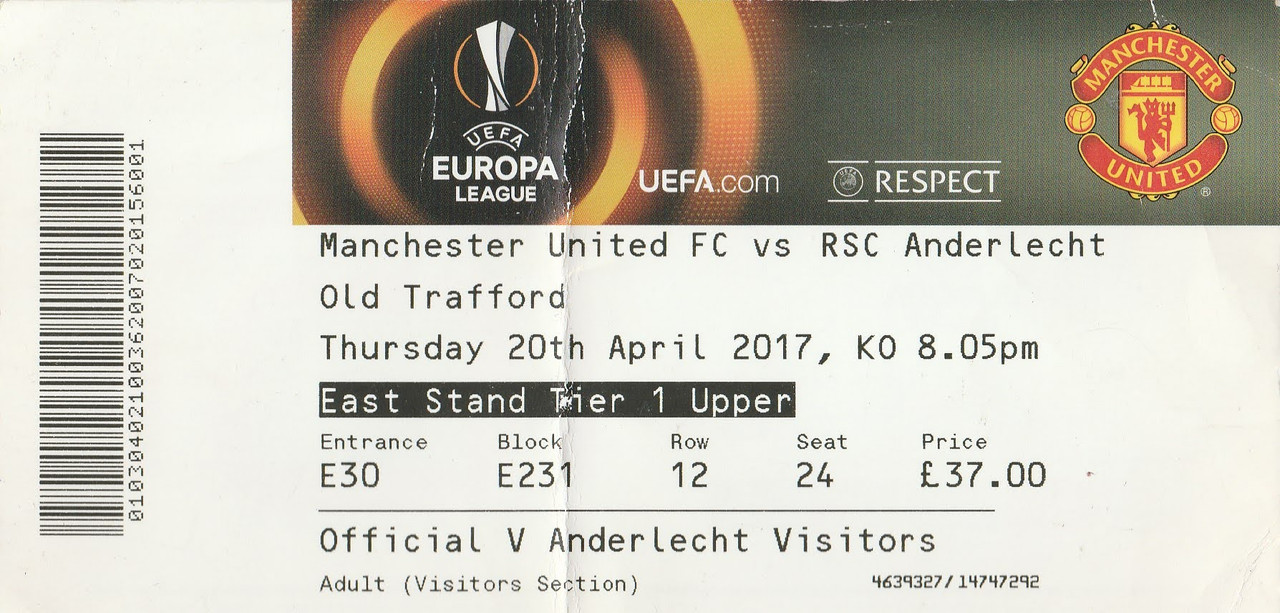 UEFA
EUROPA
LEAGUE
UEFA.com
UEFA RESPECT
MANCHESTER
UNITED
®
Manchester United FC vs RSC Anderlecht
Old Trafford
Thursday 20th April 2017, KO 8.05pm
East Stand Tier 1 Upper
Entrance Block Row Seat Price
E30 E231 12 24 £37.00
Official V Anderlecht Visitors
Adult (Visitors Section) 4639327/14747292
01030402100362007020156001